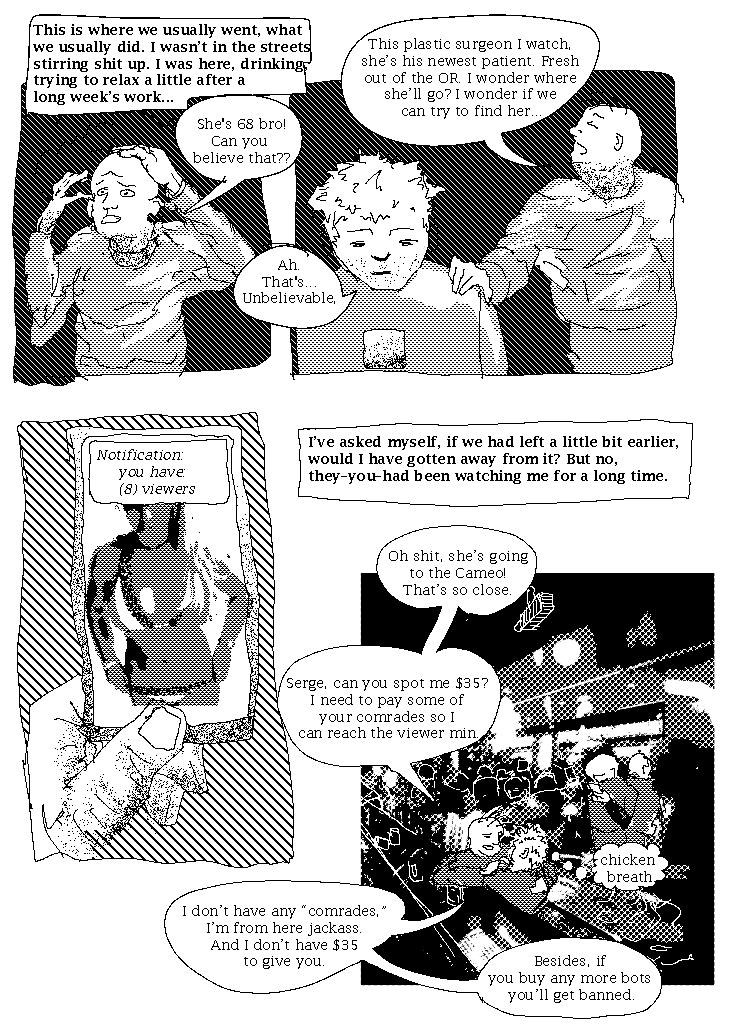 This is where we usually went, what
we usually did. I wasn't in the streets
stirring shit up. I was here, drinking,
trying to relax a little after a
long week's work...
This plastic surgeon I watch,
she's his newest patient. Fresh
out of the OR. I wonder where
she'll go? I wonder if we
can try to find her...
She's 68 bro!
Can you
believe that??
Ah.
That's...
Unbelievable.
Notification:
you have:
(8) viewers
I've asked myself, if we had left a little bit earlier,
would I have gotten away from it? But no,
they-you-had been watching me for a long time.
Oh shit, she's going
to the Cameo!
That's so close.
Serge, can you spot me $35?
I need to pay some of
your comrades so I
can reach the viewer min.
chicken
breath
I don't have any "comrades,"
I'm from here jackass.
And I don't have $35
to give you.
Besides, if
you buy any more bots
you'll get banned.